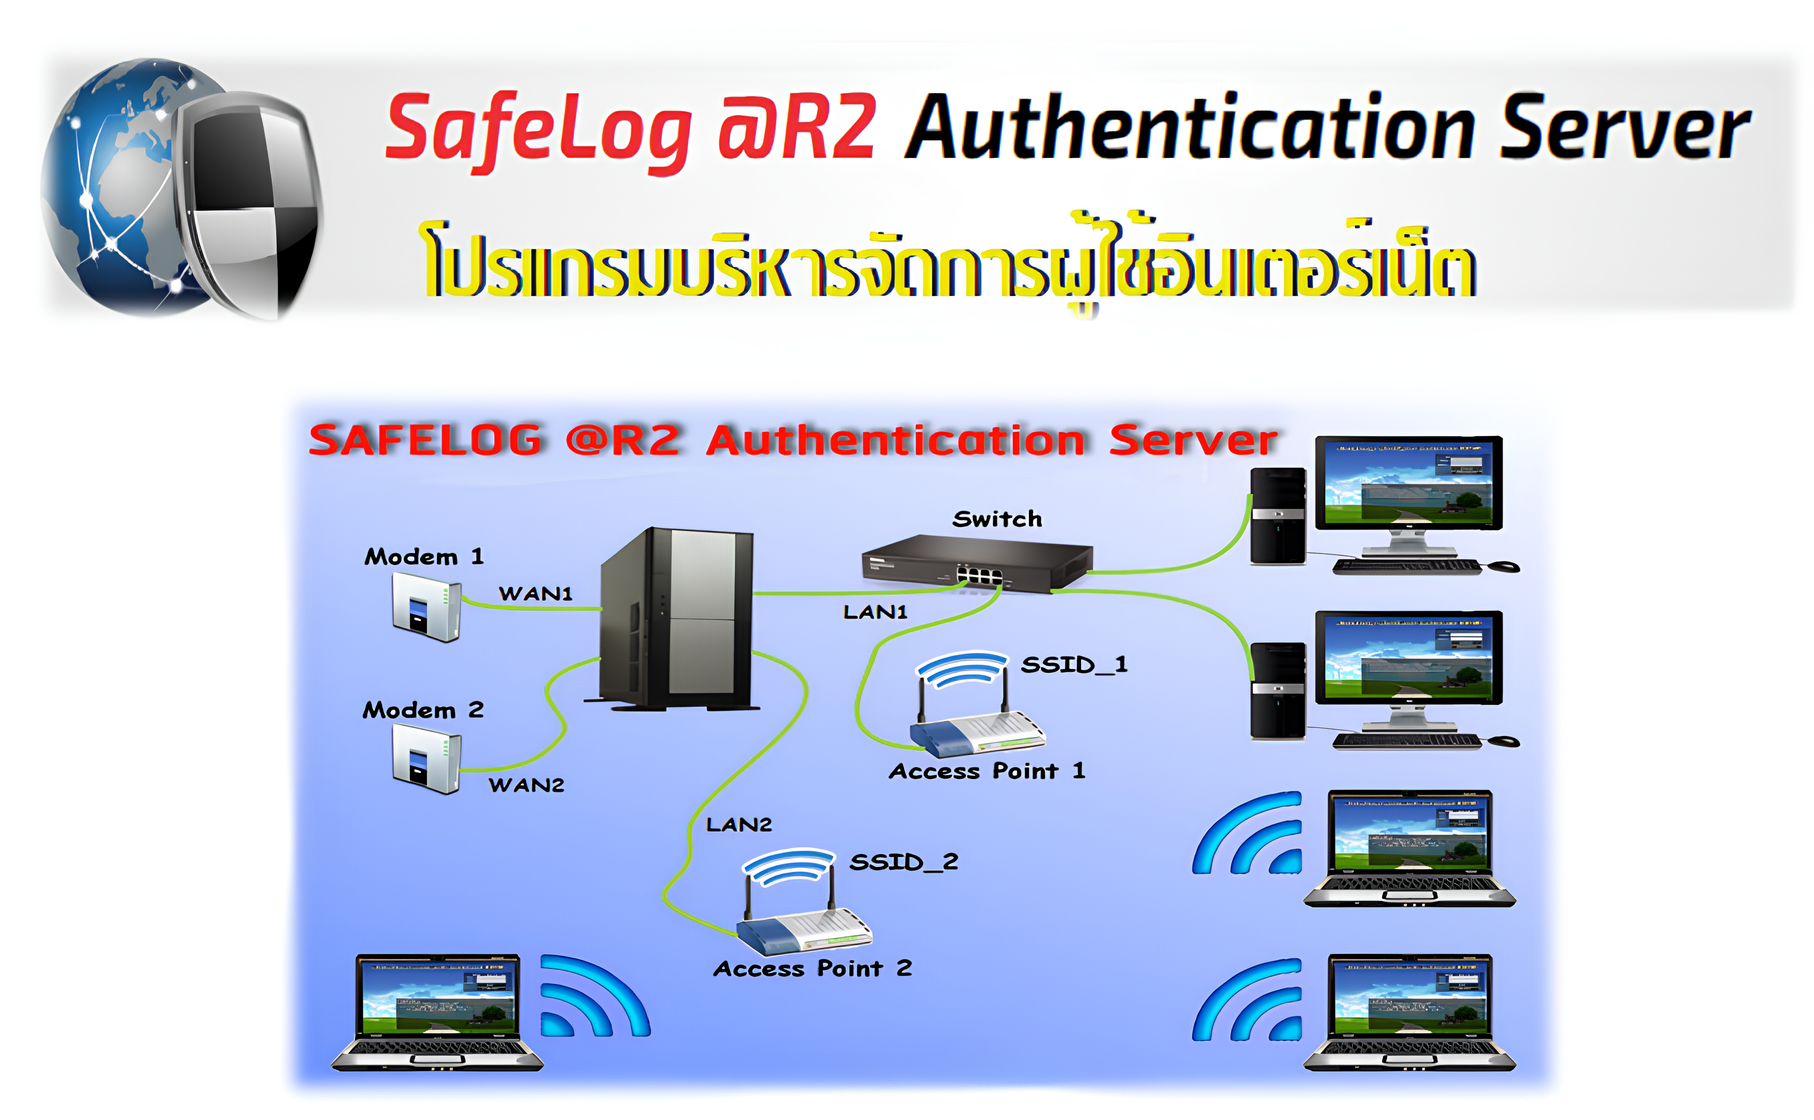 SafeLog @R2 Authentication Server
โปรแกรมบริหารจัดการผู้ใช้อินเตอร์เน็ต
SAFELOG @R2 Authentication Server
Switch
Modem 1
WAN1
LAN1
SSID_1
Modem 2
Access Point 1
WAN2
LAN2
SSID_2
Access Point 2